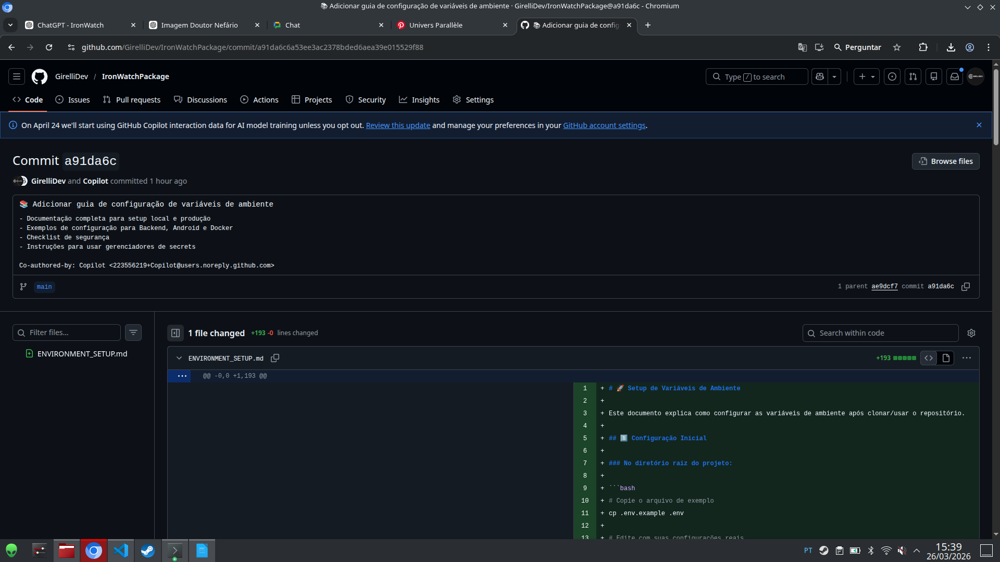 📚 Adicionar guia de configuração de variáveis de ambiente · GirelliDev/IronWatchPackage@a91da6c - Chromium
ChatGPT - IronWatch
Imagem Doutor Nefário
Chat
Univers Parallèle
📚 Adicionar guia de config
github.com/GirelliDev/IronWatchPackage/commit/a91da6c6a53ee3ac2378bded6aea39e015529f88
Perguntar
GirelliDev / IronWatchPackage
Type / to search
Code
Issues
Pull requests
Discussions
Actions
Projects
Security
Insights
Settings
On April 24 we'll start using GitHub Copilot interaction data for AI model training unless you opt out. Review this update and manage your preferences in your GitHub account settings.
Commit a91da6c
Browse files
GirelliDev and Copilot committed 1 hour ago
📚 Adicionar guia de configuração de variáveis de ambiente
- Documentação completa para setup local e produção
- Exemplos de configuração para Backend, Android e Docker
- Checklist de segurança
- Instruções para usar gerenciadores de secrets
Co-authored-by: Copilot <223556219+Copilot@users.noreply.github.com>
main
1 parent ae9dcf7 commit a91da6c
Filter files...
1 file changed +193 -0 lines changed
Search within code
ENVIRONMENT_SETUP.md
ENVIRONMENT_SETUP.md
+193
@@ -0,0 +1,193 @@
1 + # 🚀 Setup de Variáveis de Ambiente
2 +
3 + Este documento explica como configurar as variáveis de ambiente após clonar/usar o repositório.
4 +
5 + ## 1️⃣ Configuração Inicial
6 +
7 + ### No diretório raiz do projeto:
8 +
9 + ```bash
10 + # Copie o arquivo de exemplo
11 + cp .env.example .env
12 +
13 + # Edite com suas configurações reais
PT
15:39
26/03/2026